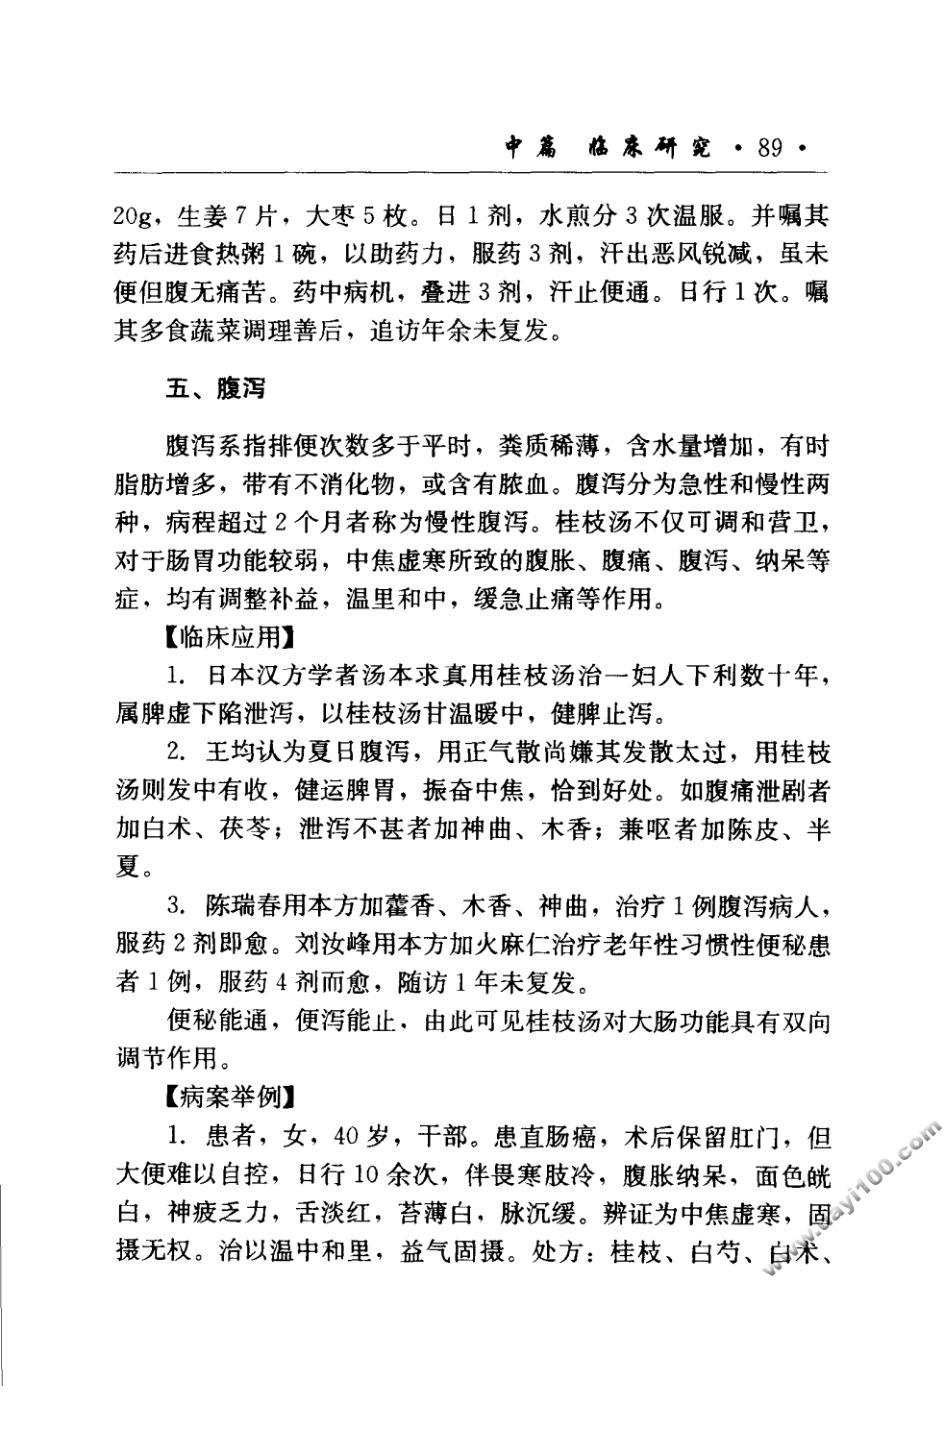 中篇 临床研究 · 89 ·
20g，生姜 7 片，大枣 5 枚。日 1 剂，水煎分 3 次温服。并嘱其
药后进食热粥 1 碗，以助药力，服药 3 剂，汗出恶风锐减，虽未
便但腹无痛苦。药中病机，叠进 3 剂，汗止便通。日行 1 次。嘱
其多食蔬菜调理善后，追访年余未复发。
五、腹泻
腹泻系指排便次数多于平时，粪质稀薄，含水量增加，有时
脂肪增多，带有不消化物，或含有脓血。腹泻分为急性和慢性两
种，病程超过 2 个月者称为慢性腹泻。桂枝汤不仅可调和营卫，
对于肠胃功能较弱，中焦虚寒所致的腹胀、腹痛、腹泻、纳呆等
症，均有调整补益，温里和中，缓急止痛等作用。
【临床应用】
1. 日本汉方学者汤本求真用桂枝汤治一妇人下利数十年，
属脾虚下陷泄泻，以桂枝汤甘温暖中，健脾止泻。
2. 王均认为夏日腹泻，用正气散尚嫌其发散太过，用桂枝
汤则发中有收，健运脾胃，振奋中焦，恰到好处。如腹痛泄剧者
加白术、茯苓；泄泻不甚者加神曲、木香；兼呕者加陈皮、半
夏。
3. 陈瑞春用本方加藿香、木香、神曲，治疗 1 例腹泻病人，
服药 2 剂即愈。刘汝峰用本方加火麻仁治疗老年性习惯性便秘患
者 1 例，服药 4 剂而愈，随访 1 年未复发。
便秘能通，便泻能止，由此可见桂枝汤对大肠功能具有双向
调节作用。
【病案举例】
1. 患者，女，40 岁，干部。患直肠癌，术后保留肛门，但
大便难以自控，日行 10 余次，伴畏寒肢冷，腹胀纳呆，面色㿠
白，神疲乏力，舌淡红，苔薄白，脉沉缓。辨证为中焦虚寒，固
摄无权。治以温中和里，益气固摄。处方：桂枝、白芍、白术、
www.dayi100.com